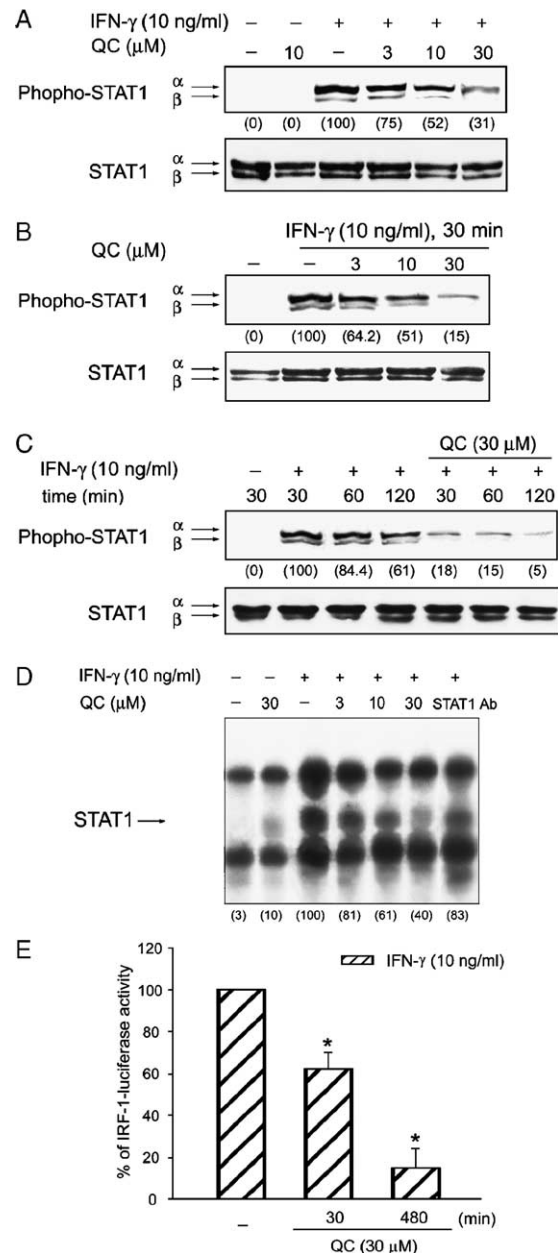 A
IFN-γ (10 ng/ml) – – + + + +
QC (μM) – 10 – 3 10 30
Phopho-STAT1 α β
(0) (0) (100) (75) (52) (31)
STAT1 α β
B
IFN-γ (10 ng/ml), 30 min
QC (μM) – – 3 10 30
Phopho-STAT1 α β
(0) (100) (64.2) (51) (15)
STAT1 α β
C
QC (30 μM)
IFN-γ (10 ng/ml) – + + + + + +
time (min) 30 30 60 120 30 60 120
Phopho-STAT1 α β
(0) (100) (84.4) (61) (18) (15) (5)
STAT1 α β
D
IFN-γ (10 ng/ml) – – + + + + +
QC (μM) – 30 – 3 10 30 STAT1 Ab
STAT1
(3) (10) (100) (81) (61) (40) (83)
E
% of IRF-1-luciferase activity
120
100
80
60
40
20
0
IFN-γ (10 ng/ml)
* *
– 30 480 (min)
QC (30 μM)